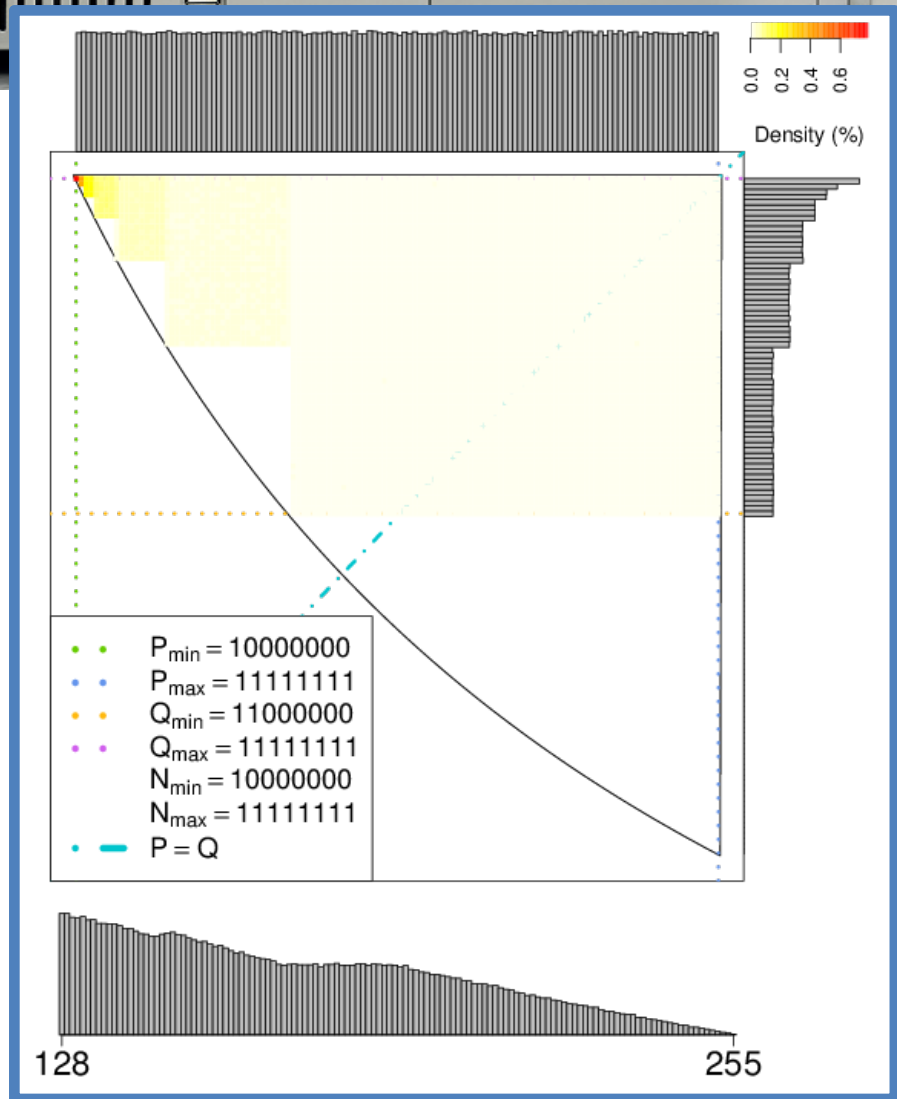 0.0 0.2 0.4 0.6
Density (%)
Pmin = 10000000
Pmax = 11111111
Qmin = 11000000
Qmax = 11111111
Nmin = 10000000
Nmax = 11111111
P = Q
128 255